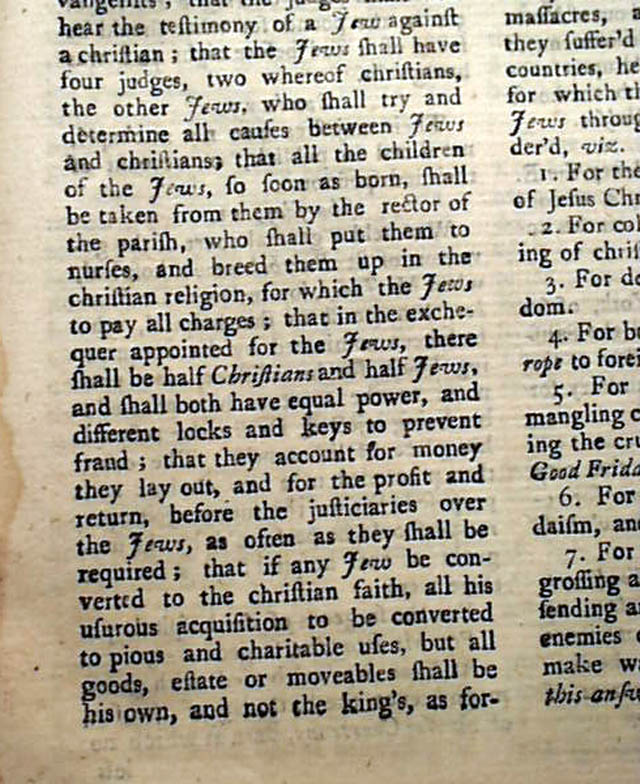 that the judges
hear the teſtimony of a Jew againſt
a chriſtian ; that the Jews ſhall have
four judges, two whereof chriſtians,
the other Jews, who ſhall try and
determine all cauſes between Jews
and chriſtians; that all the children
of the Jews, ſo ſoon as born, ſhall
be taken from them by the rector of
the pariſh, who ſhall put them to
nurſes, and breed them up in the
chriſtian religion, for which the Jews
to pay all charges ; that in the exche-
quer appointed for the Jews, there
ſhall be half Chriſtians and half Jews,
and ſhall both have equal power, and
different locks and keys to prevent
fraud ; that they account for money
they lay out, and for the profit and
return, before the juſticiaries over
the Jews, as often as they ſhall be
required ; that if any Jew be con-
verted to the chriſtian faith, all his
uſurous acquiſition to be converted
to pious and charitable uſes, but all
goods, eſtate or moveables ſhall be
his own, and not the king's, as for-
maſſacres,
they ſuffer'd
countries, he
for which th
Jews throug
der'd, viz.
1. For the
of Jeſus Chr
2. For
ing of chriſ
3. For de
dom.
4. For
rope to forei
5. For
mangling c
ing the cru
Good Frida
6. For
daiſm, and
7. For
groſſing a
ſending a
enemies
make w
this anſw